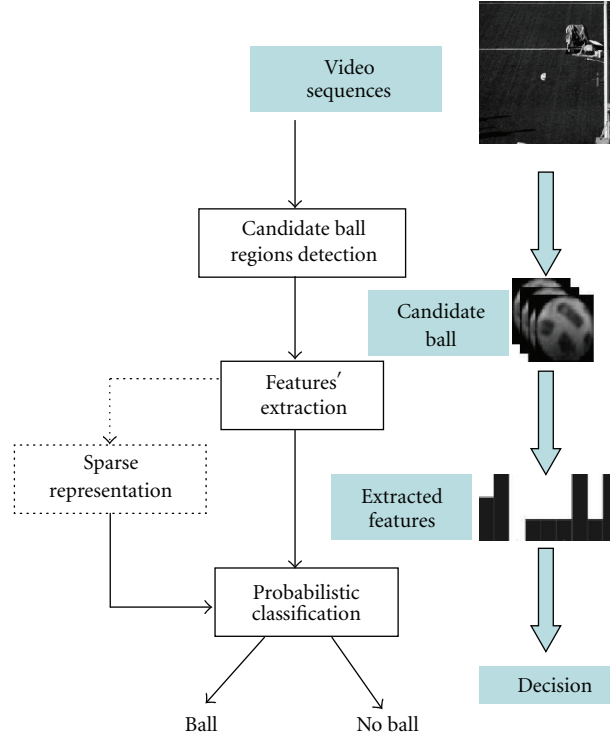 Video
sequences
Candidate ball
regions detection
Candidate
ball
Features′
extraction
Sparse
representation
Extracted
features
Probabilistic
classification
Decision
Ball
No ball